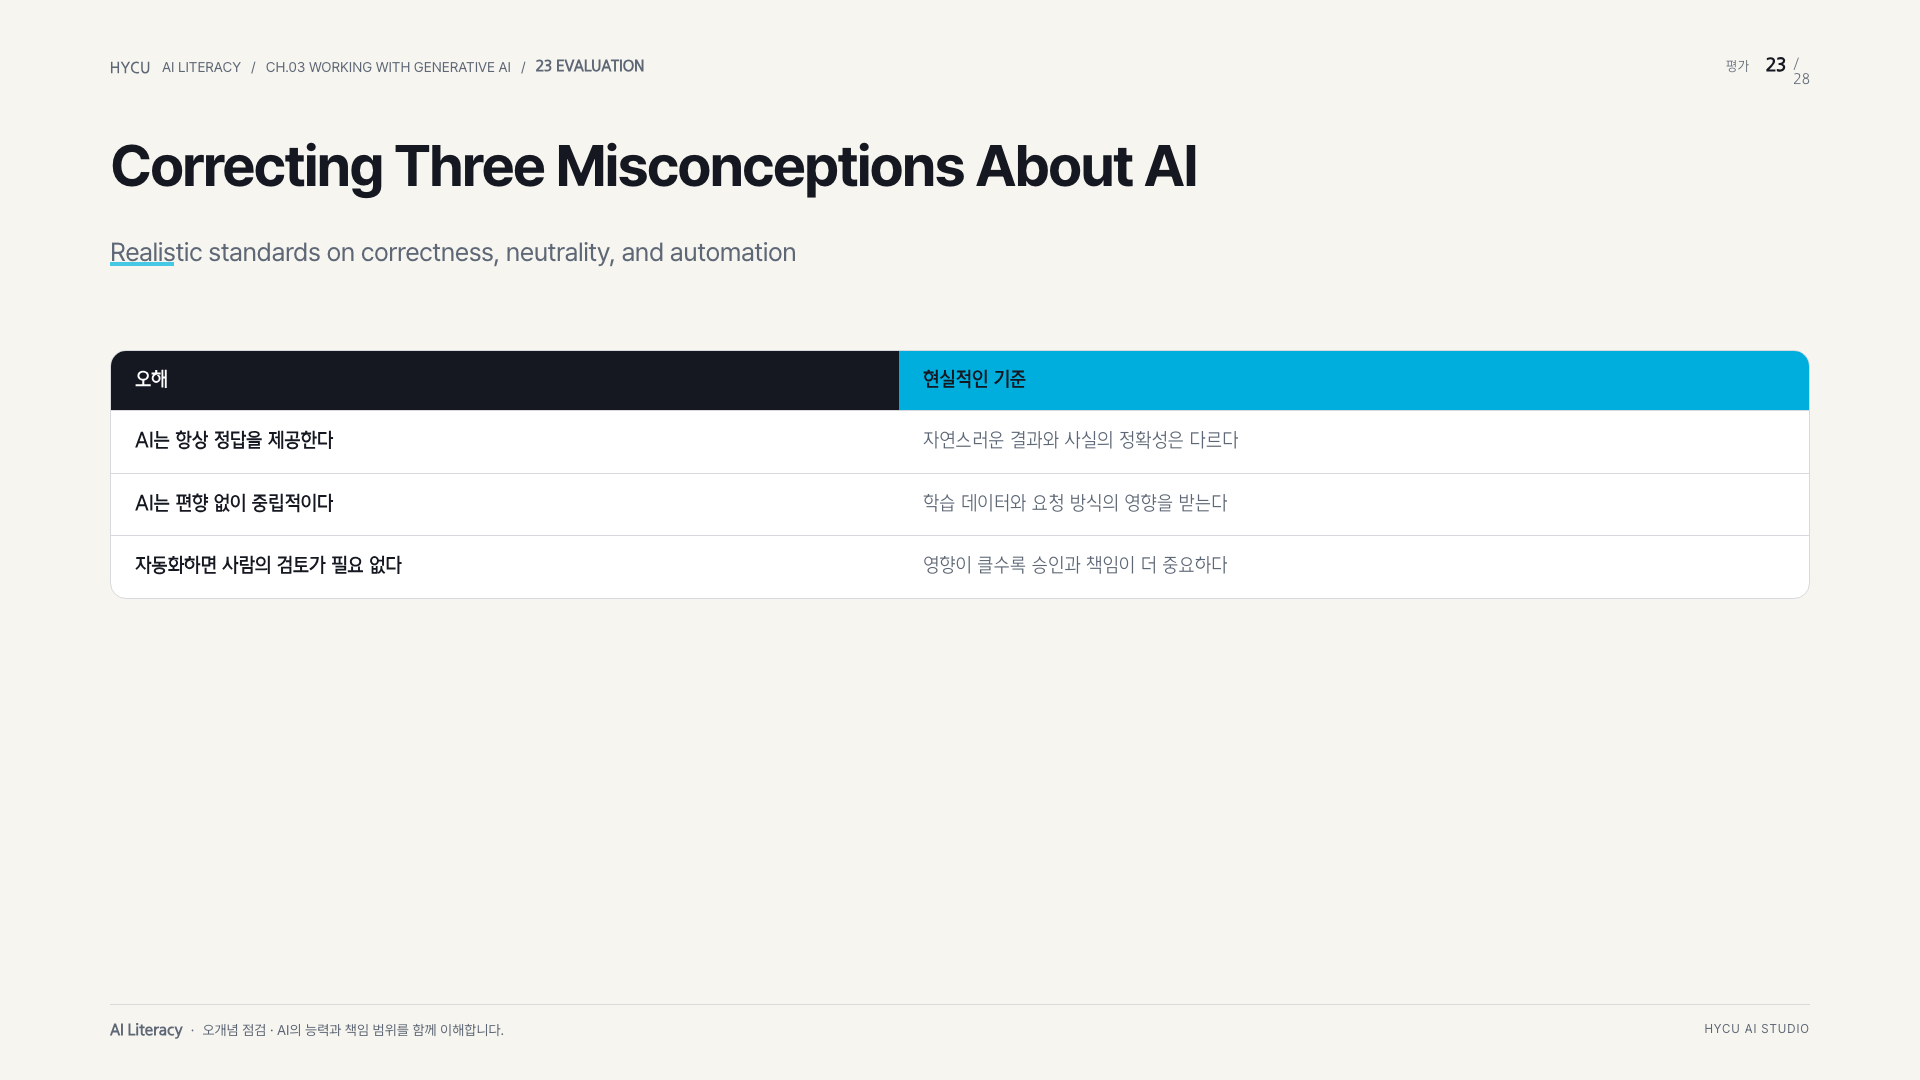 HYCU AI LITERACY / CH.03 WORKING WITH GENERATIVE AI / 23 EVALUATION
평가 23 / 28
Correcting Three Misconceptions About AI
Realistic standards on correctness, neutrality, and automation
오해 현실적인 기준
AI는 항상 정답을 제공한다 자연스러운 결과와 사실의 정확성은 다르다
AI는 편향 없이 중립적이다 학습 데이터와 요청 방식의 영향을 받는다
자동화하면 사람의 검토가 필요 없다 영향이 클수록 승인과 책임이 더 중요하다
AI Literacy · 오개념 점검 · AI의 능력과 책임 범위를 함께 이해합니다.
HYCU AI STUDIO